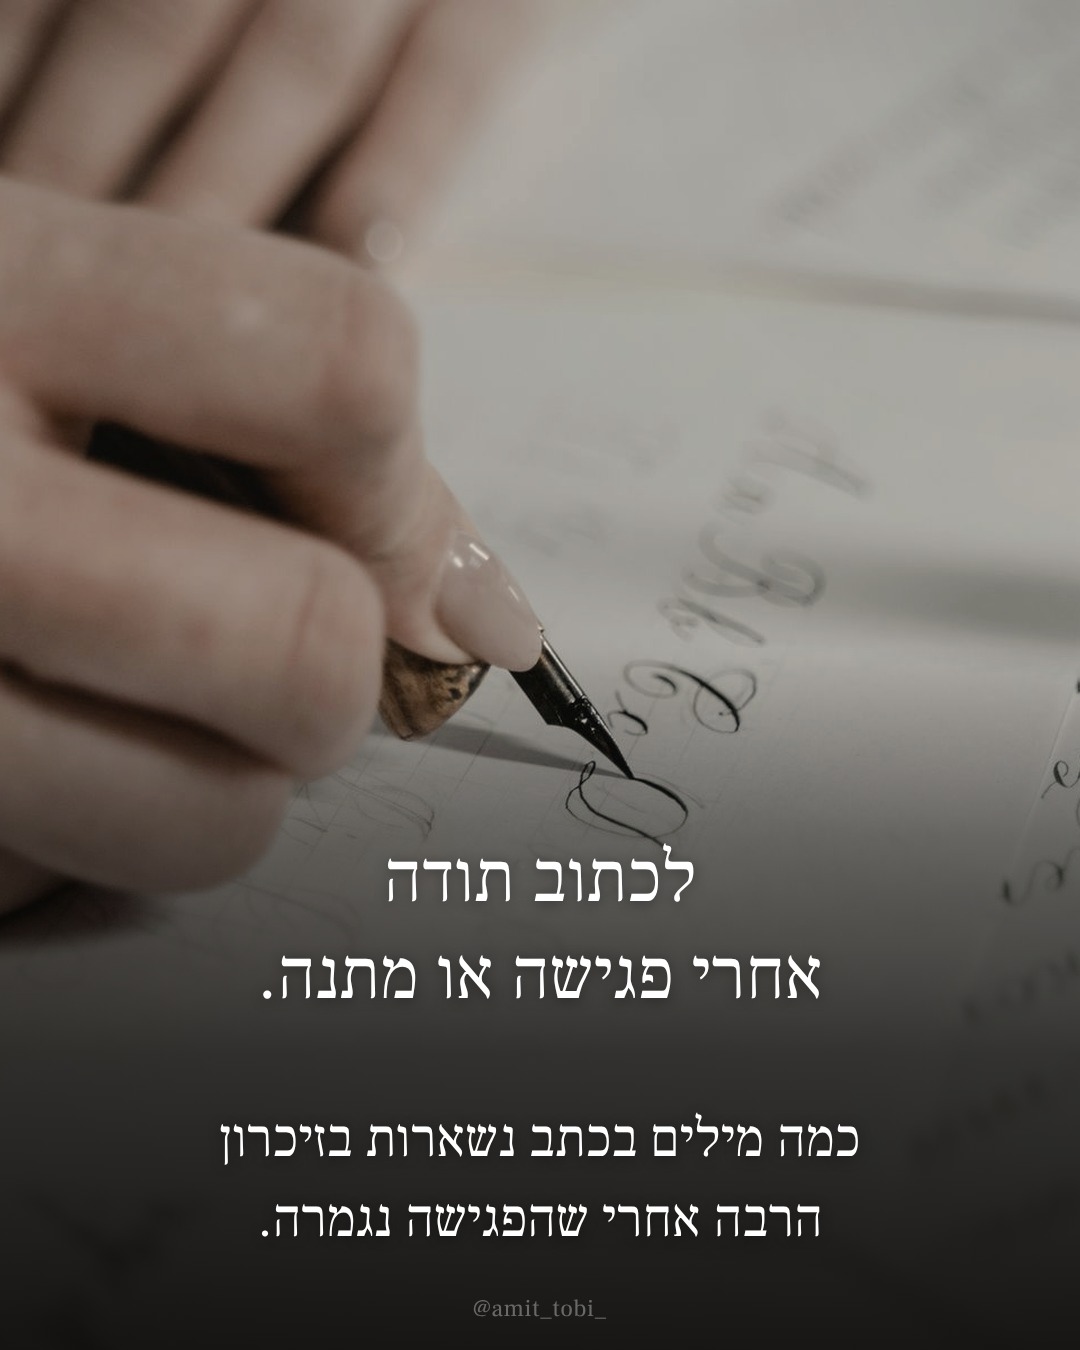 לכתוב תודה
אחרי פגישה או מתנה.
כמה מילים בכתב נשארות בזיכרון
הרבה אחרי שהפגישה נגמרה.
@amit_tobi_